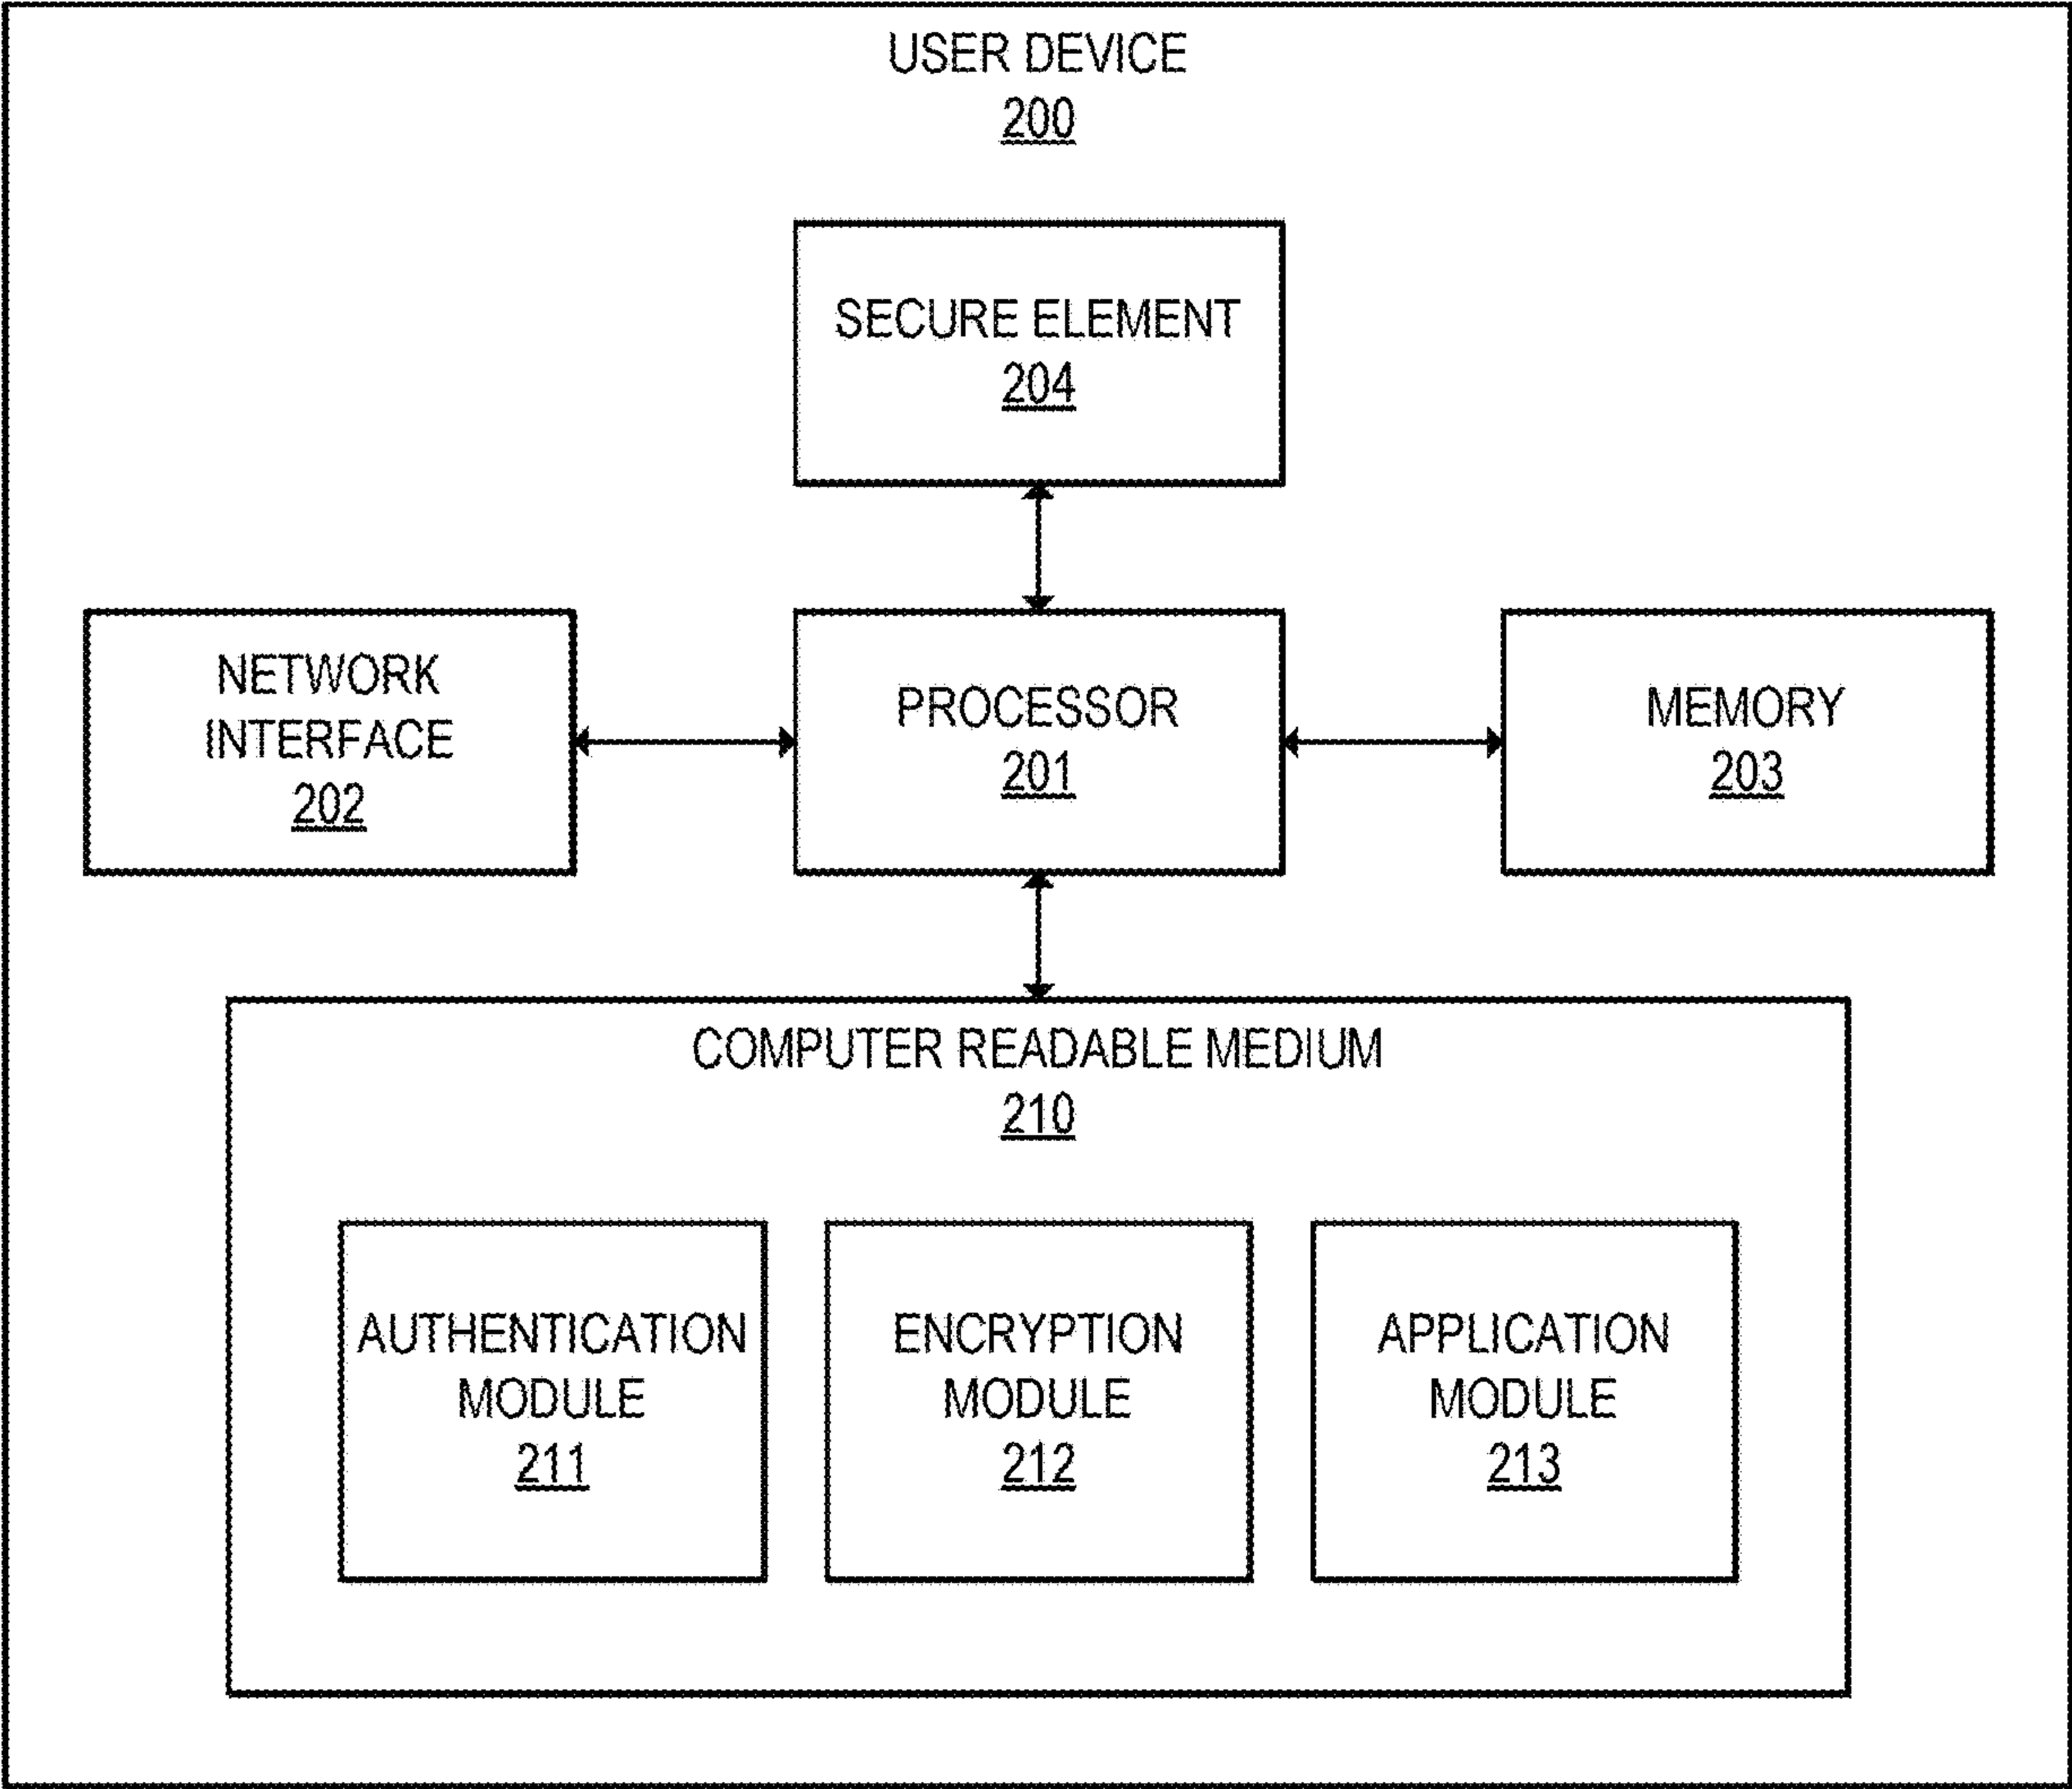 USER DEVICE
200
SECURE ELEMENT
204
NETWORK
INTERFACE
202
PROCESSOR
201
MEMORY
203
COMPUTER READABLE MEDIUM
210
AUTHENTICATION
MODULE
211
ENCRYPTION
MODULE
212
APPLICATION
MODULE
213